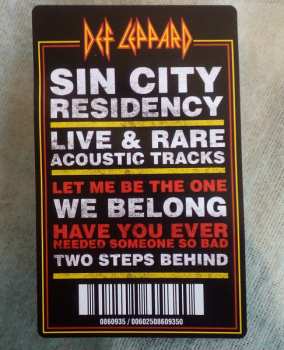 DEF LEPPARD
SIN CITY
RESIDENCY
LIVE & RARE
ACOUSTIC TRACKS
LET ME BE THE ONE
WE BELONG
HAVE YOU EVER
NEEDED SOMEONE SO BAD
TWO STEPS BEHIND
0860935 / 00602508609350